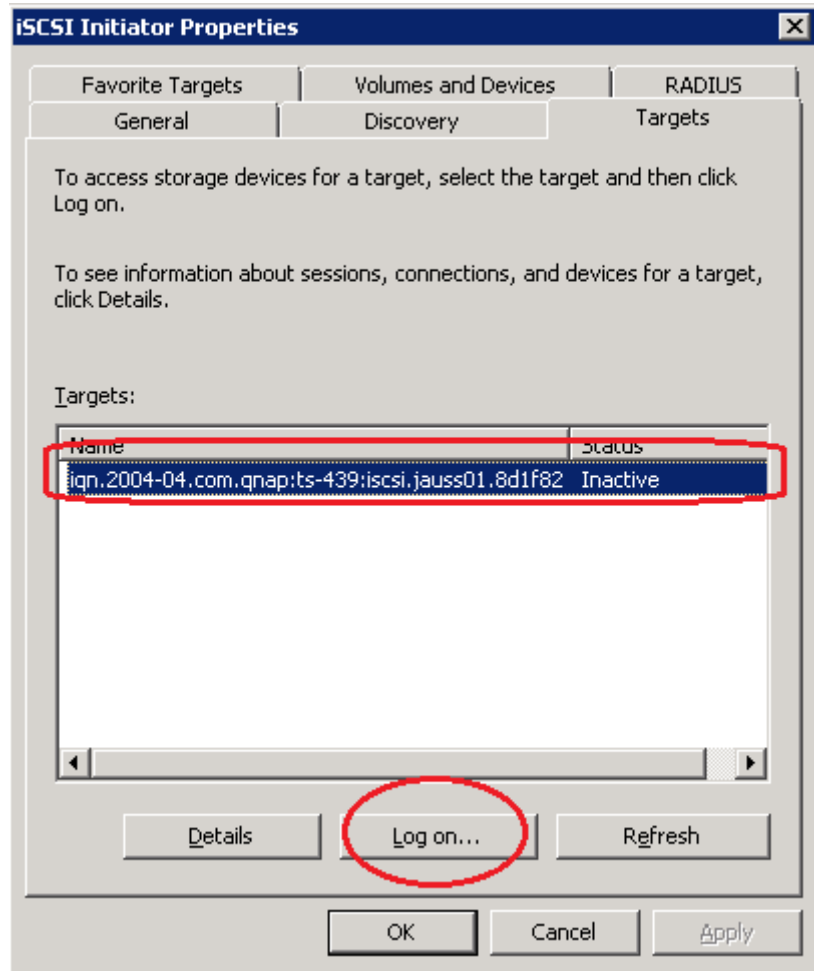 iSCSI Initiator Properties
Favorite Targets Volumes and Devices RADIUS
General Discovery Targets
To access storage devices for a target, select the target and then click
Log on.
To see information about sessions, connections, and devices for a target,
click Details.
Targets:
Name Status
iqn.2004-04.com.qnap:ts-439:iscsi.jauss01.8d1f82 Inactive
Details Log on... Refresh
OK Cancel Apply